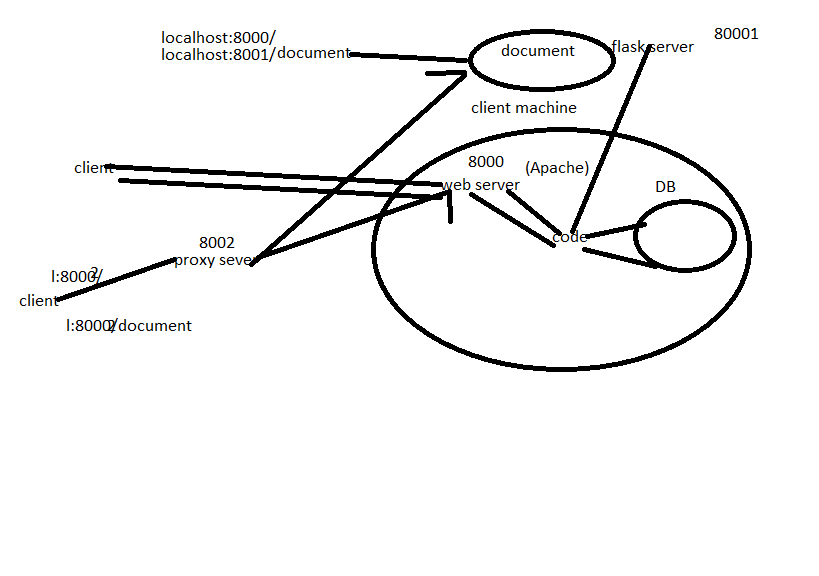 localhost:8000/
localhost:8001/document
document
flask server
80001
client machine
8000
(Apache)
client
web server
DB
code
8002
proxy sever
l:8000/
2
client
l:8000/document
2